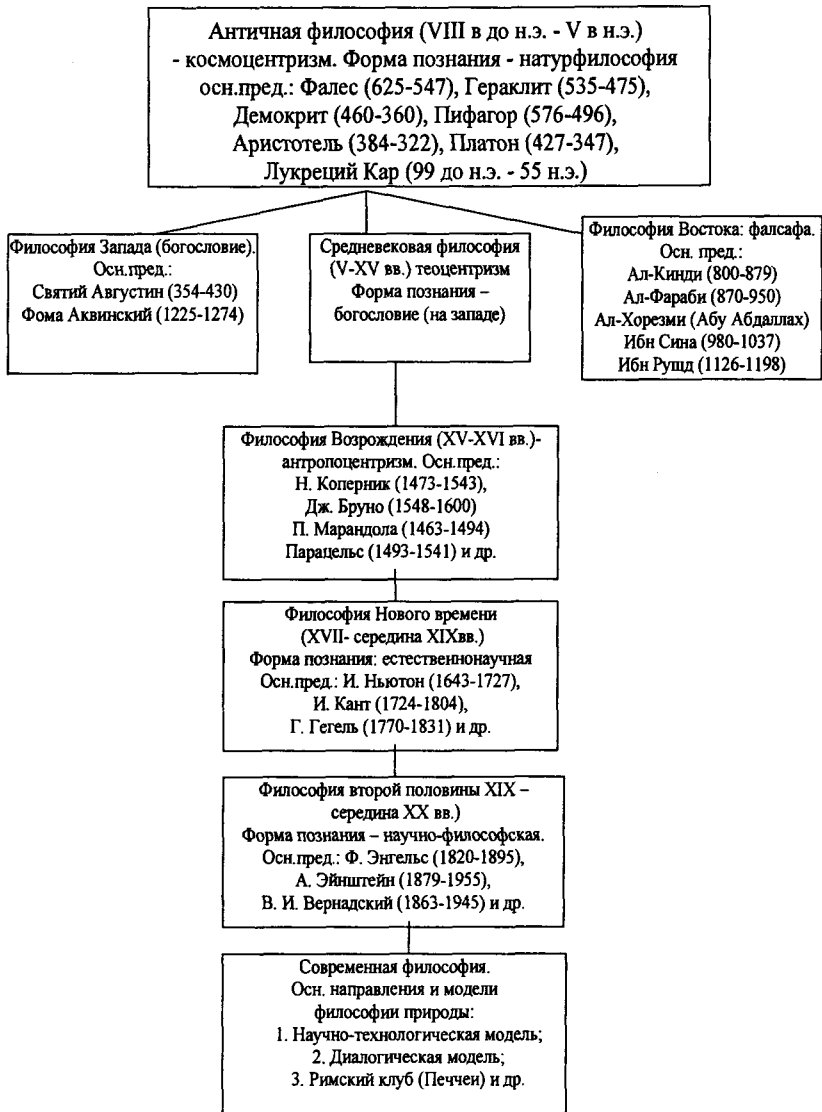 Античная философия (VIII в до н.э. - V в н.э.)
- космоцентризм. Форма познания - натурфилософия
осн.пред.: Фалес (625-547), Гераклит (535-475),
Демокрит (460-360), Пифагор (576-496),
Аристотель (384-322), Платон (427-347),
Лукреций Кар (99 до н.э. - 55 н.э.)
Философия Запада (богословие).
Осн.пред.:
Святий Августин (354-430)
Фома Аквинский (1225-1274)
Средневековая философия
(V-XV вв.) теоцентризм
Форма познания –
богословие (на западе)
Философия Востока: фалсафа.
Осн. пред.:
Ал-Кинди (800-879)
Ал-Фараби (870-950)
Ал-Хорезми (Абу Абдаллах)
Ибн Сина (980-1037)
Ибн Рушд (1126-1198)
Философия Возрождения (XV-XVI вв.)-
антропоцентризм. Осн.пред.:
Н. Коперник (1473-1543),
Дж. Бруно (1548-1600)
П. Марандола (1463-1494)
Парацельс (1493-1541) и др.
Философия Нового времени
(XVII- середина XIXвв.)
Форма познания: естественнонаучная
Осн.пред.: И. Ньютон (1643-1727),
И. Кант (1724-1804),
Г. Гегель (1770-1831) и др.
Философия второй половины XIX –
середина XX вв.)
Форма познания – научно-философская.
Осн.пред.: Ф. Энгельс (1820-1895),
А. Эйнштейн (1879-1955),
В. И. Вернадский (1863-1945) и др.
Современная философия.
Осн. направления и модели
философии природы:
1. Научно-технологическая модель;
2. Диалогическая модель;
3. Римский клуб (Печчеи) и др.